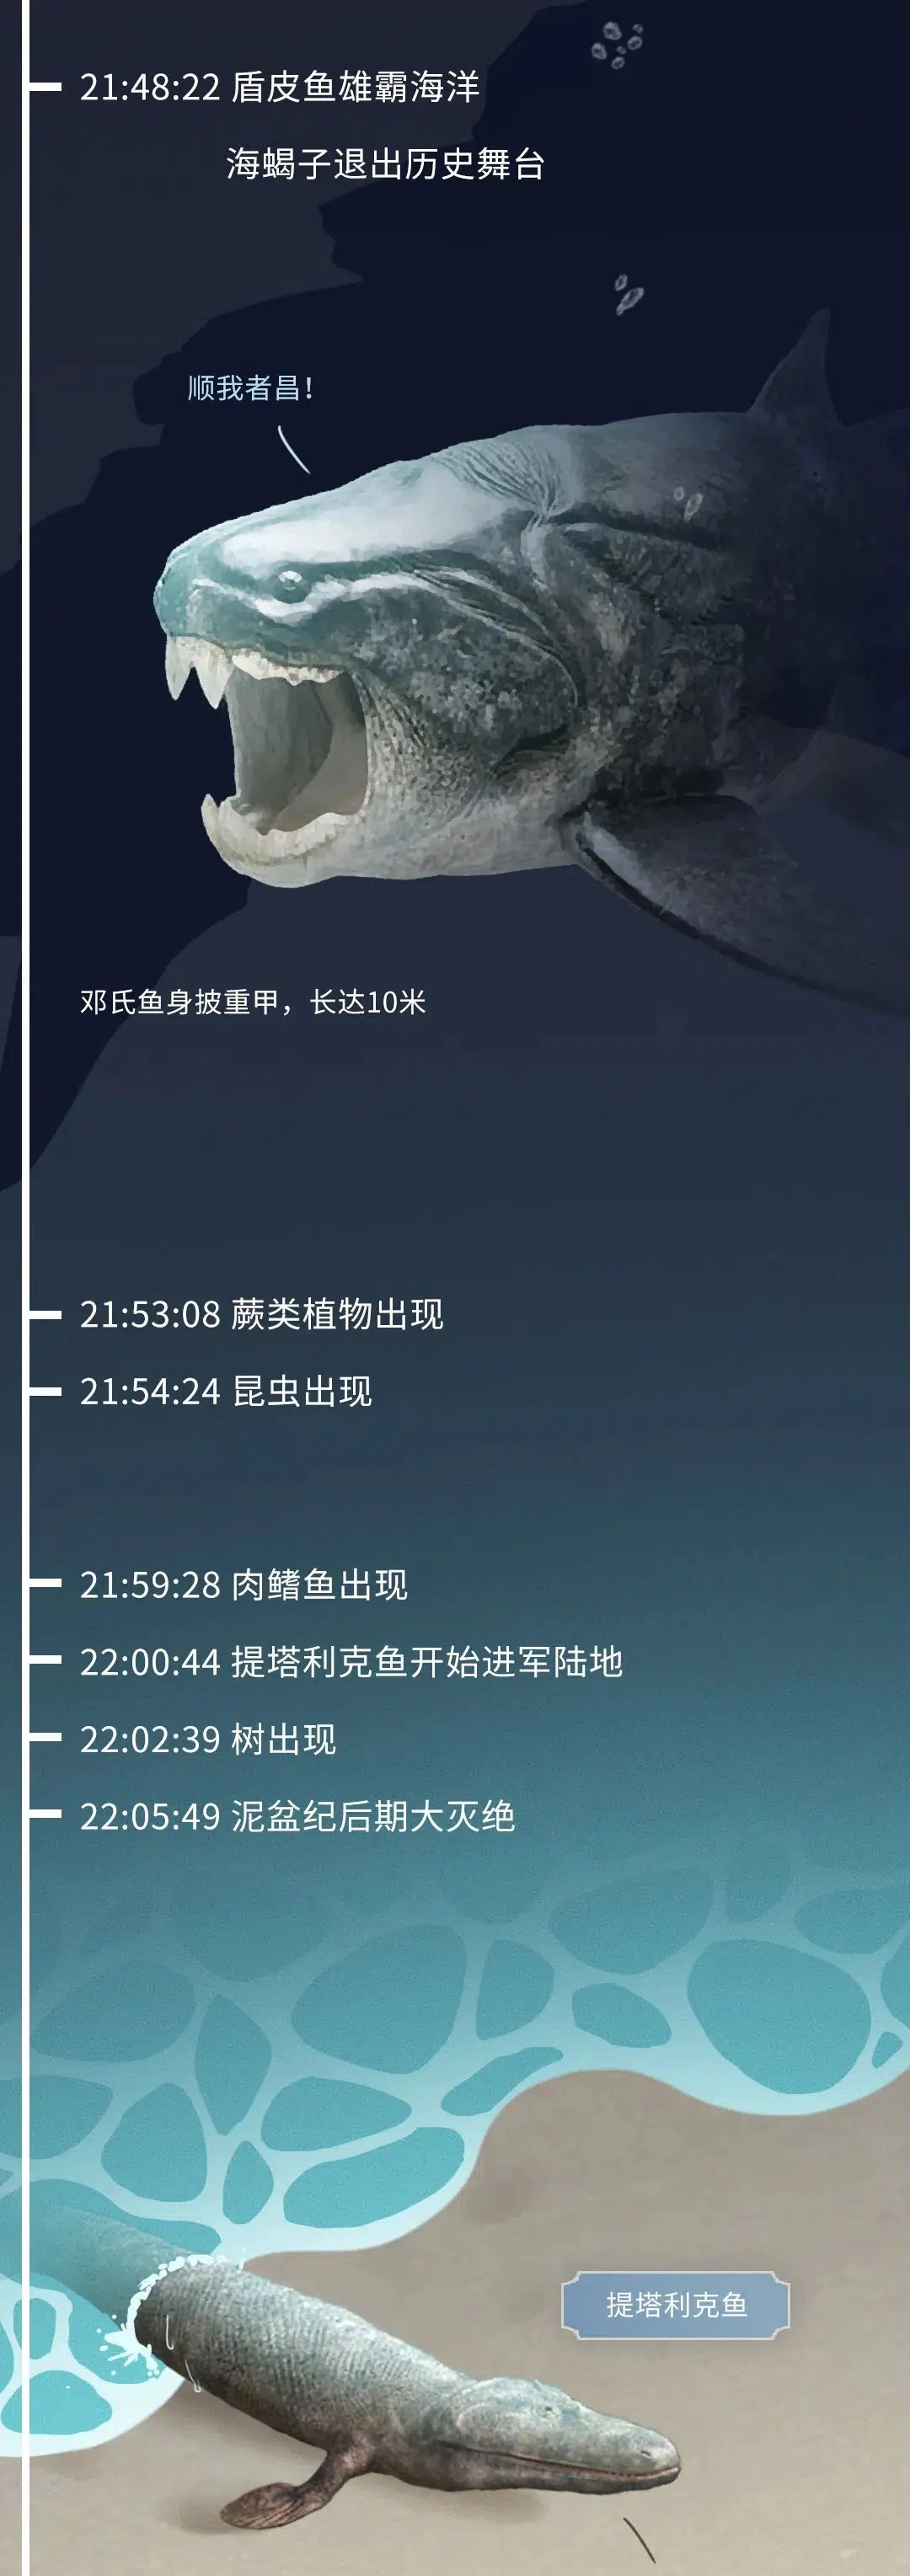 21:48:22 盾皮鱼雄霸海洋
海蝎子退出历史舞台
顺我者昌！
邓氏鱼身披重甲，长达10米
21:53:08 蕨类植物出现
21:54:24 昆虫出现
21:59:28 肉鳍鱼出现
22:00:44 提塔利克鱼开始进军陆地
22:02:39 树出现
22:05:49 泥盆纪后期大灭绝
提塔利克鱼